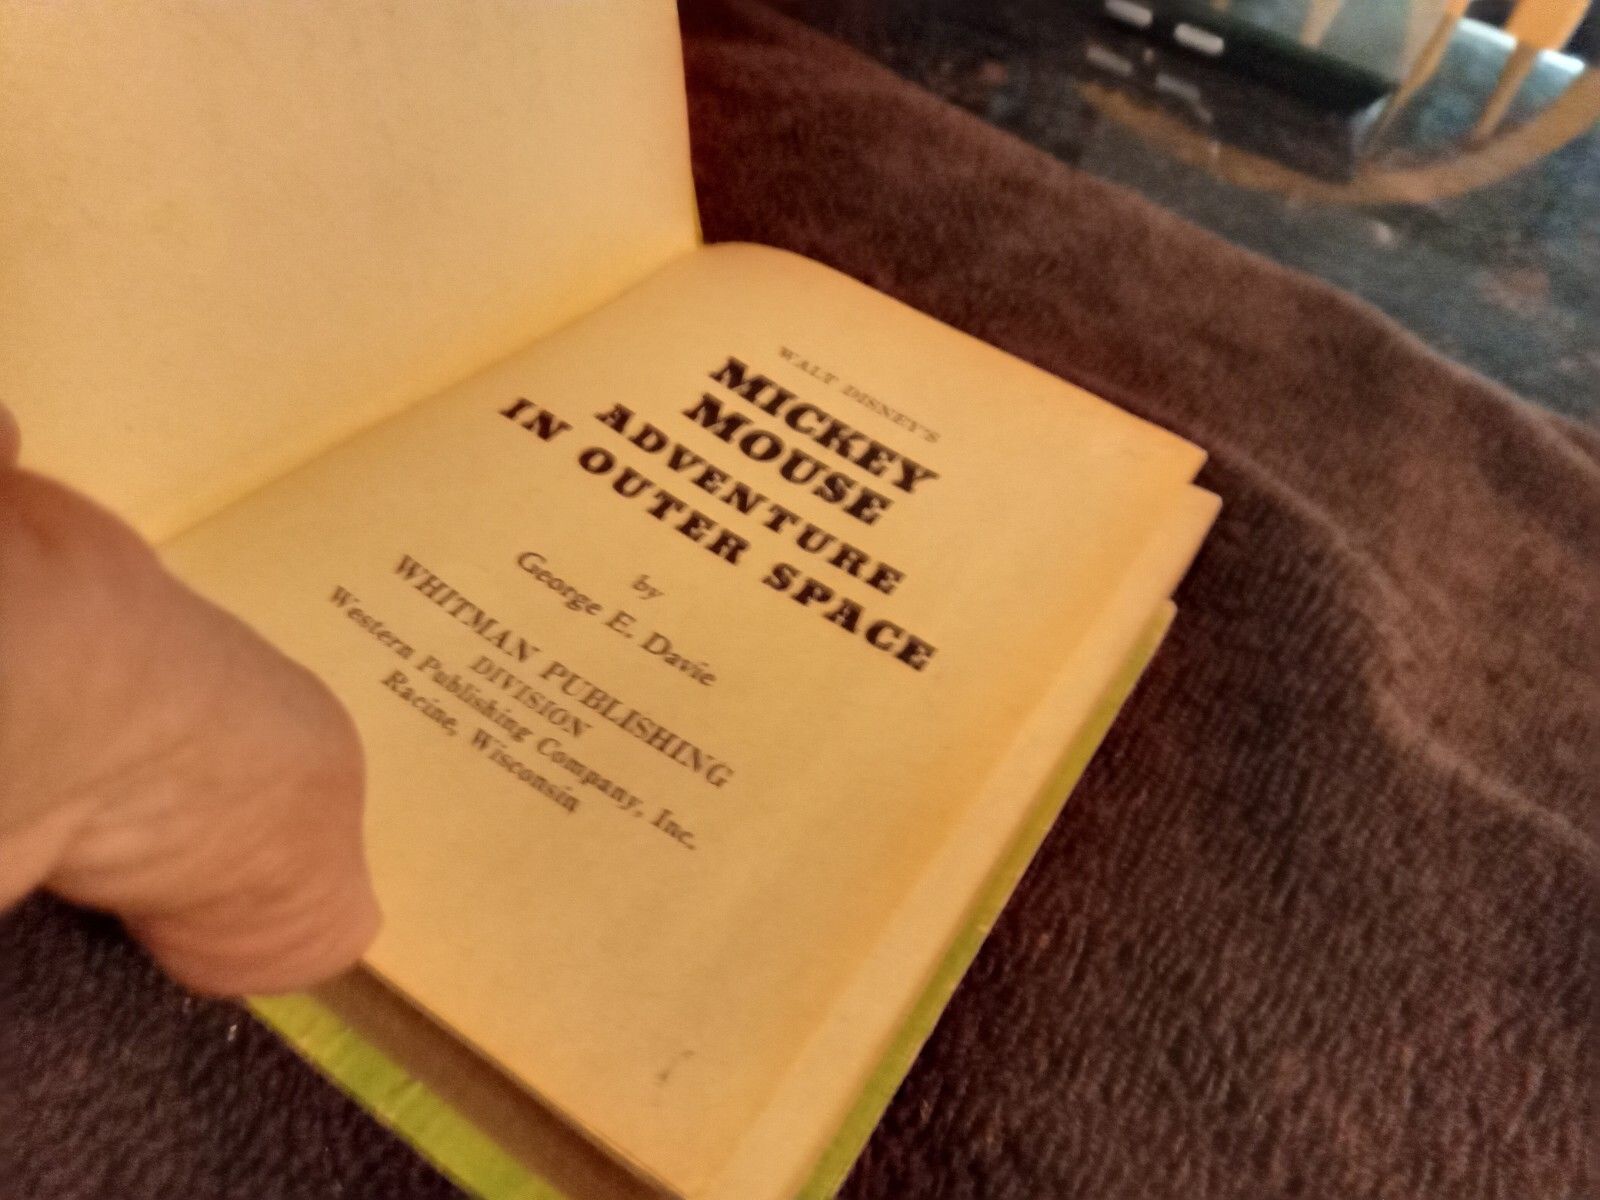 WALT DISNEY'S
MICKEY
MOUSE
ADVENTURE
IN OUTER SPACE
by
George E. Davie
WHITMAN PUBLISHING
DIVISION
Western Publishing Company, Inc.
Racine, Wisconsin